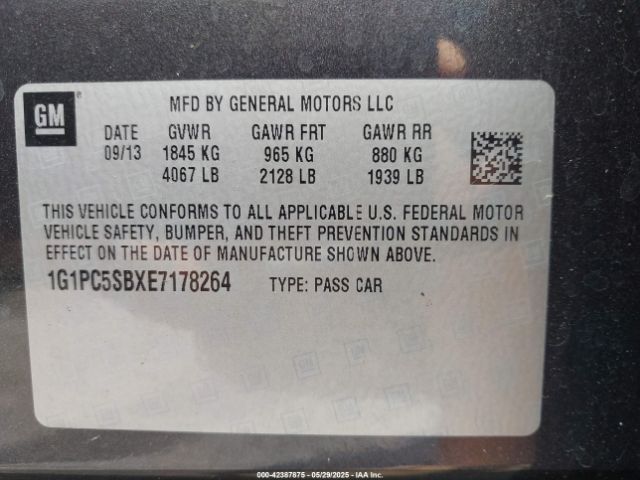 GM
MFD BY GENERAL MOTORS LLC
DATE GVWR GAWR FRT GAWR RR
09/13 1845 KG 965 KG 880 KG
4067 LB 2128 LB 1939 LB
THIS VEHICLE CONFORMS TO ALL APPLICABLE U.S. FEDERAL MOTOR
VEHICLE SAFETY, BUMPER, AND THEFT PREVENTION STANDARDS IN
EFFECT ON THE DATE OF MANUFACTURE SHOWN ABOVE.
1G1PC5SBXE7178264 TYPE: PASS CAR
000-42387875 - 05/29/2025 - IAA Inc.